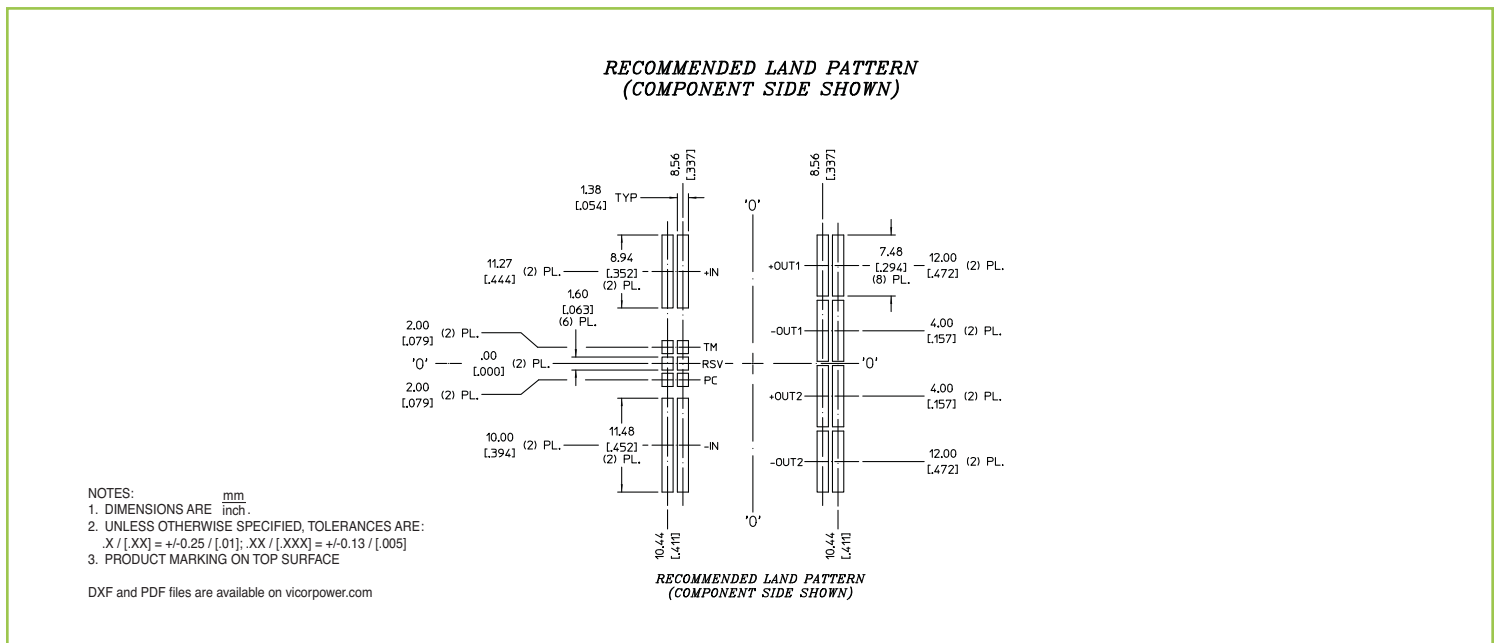 RECOMMENDED LAND PATTERN
(COMPONENT SIDE SHOWN)
8.56
[.337]
8.56
[.337]
1.38
[.054]
TYP
'0'
11.27
[.444]
(2) PL.
8.94
[.352]
(2) PL.
+IN
+OUT1
7.48
[.294]
(8) PL.
12.00
[.472]
(2) PL.
1.60
[.063]
(6) PL.
2.00
[.079]
(2) PL.
TM
-OUT1
4.00
[.157]
(2) PL.
'0'
.00
[.000]
(2) PL.
RSV
'0'
2.00
[.079]
(2) PL.
PC
+OUT2
4.00
[.157]
(2) PL.
10.00
[.394]
(2) PL.
11.48
[.452]
(2) PL.
-IN
-OUT2
12.00
[.472]
(2) PL.
'0'
10.44
[.411]
10.44
[.411]
RECOMMENDED LAND PATTERN
(COMPONENT SIDE SHOWN)
NOTES:
1. DIMENSIONS ARE mm
inch.
2. UNLESS OTHERWISE SPECIFIED, TOLERANCES ARE:
.X / [.XX] = +/-0.25 / [.01]; .XX / [.XXX] = +/-0.13 / [.005]
3. PRODUCT MARKING ON TOP SURFACE
DXF and PDF files are available on vicorpower.com